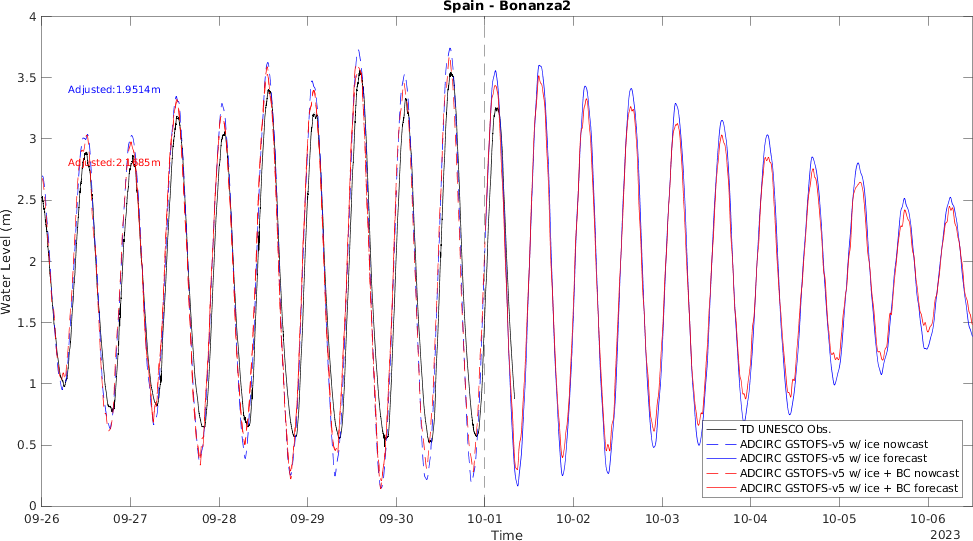 Spain - Bonanza2
4
3.5
3
2.5
2
1.5
1
0.5
0
Water Level (m)
Adjusted:1.9514m
09-26
09-27
09-28
09-29
09-30
10-01
10-02
10-03
10-04
10-05
10-06
2023
Time
TD UNESCO Obs.
ADCIRC GSTOFS-v5 w/ ice nowcast
ADCIRC GSTOFS-v5 w/ ice forecast
ADCIRC GSTOFS-v5 w/ ice + BC nowcast
ADCIRC GSTOFS-v5 w/ ice + BC forecast